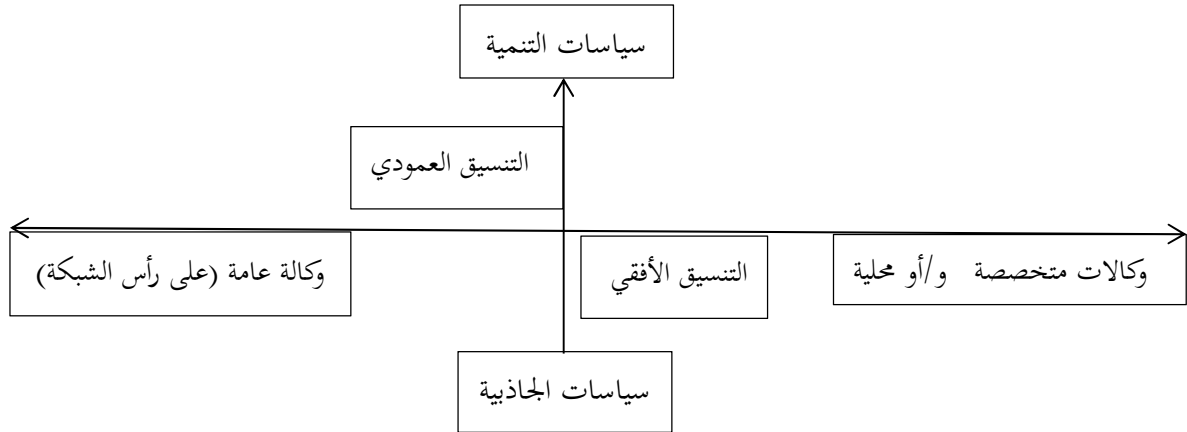 سياسات التنمية
التنسيق العمودي
وكالات متخصصة و/أو محلية
التنسيق الأفقي
وكالة عامة (على رأس الشبكة)
سياسات الجاذبية